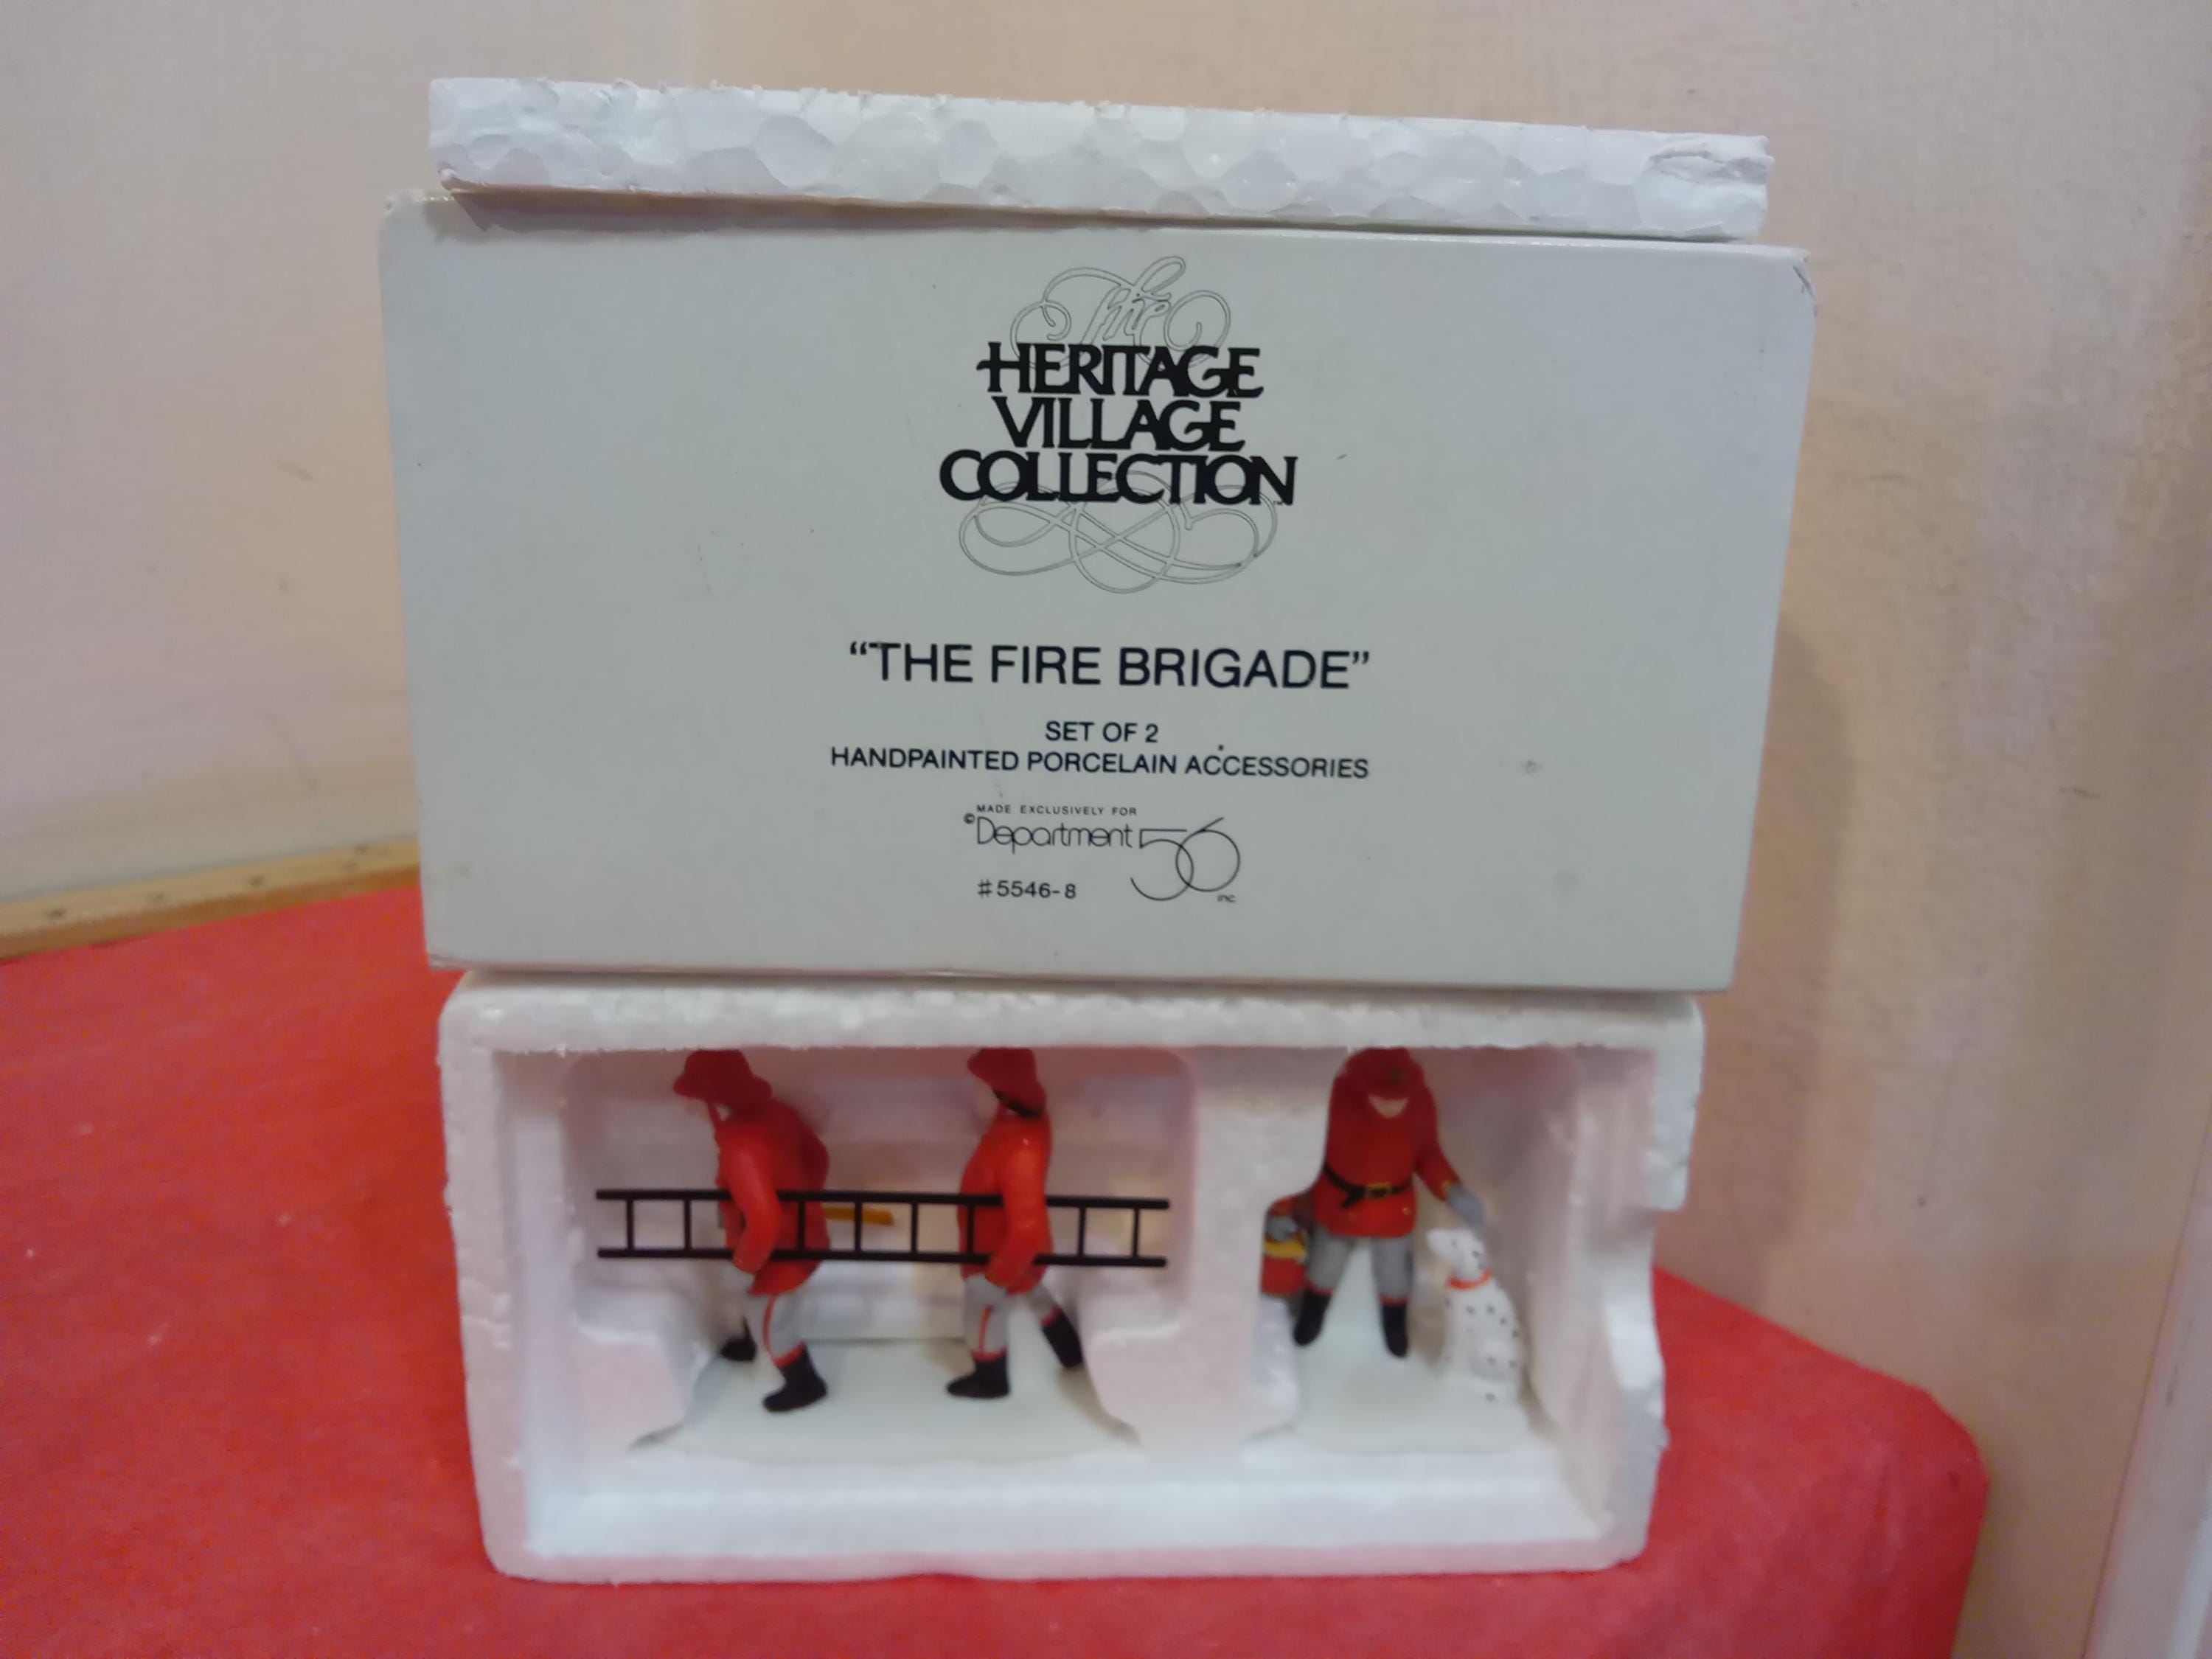 The
HERITAGE
VILLAGE
COLLECTION
“THE FIRE BRIGADE”
SET OF 2
HANDPAINTED PORCELAIN ACCESSORIES
MADE EXCLUSIVELY FOR
©Department 56
inc.
#5546-8